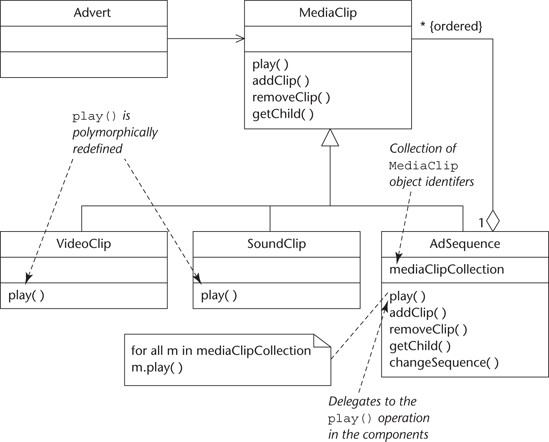 Advert
MediaClip
* {ordered}
play( )
addClip( )
removeClip( )
getChild( )
play() is
polymorphically
redefined
Collection of
MediaClip
object identifers
1
VideoClip
play( )
SoundClip
play( )
AdSequence
mediaClipCollection
play( )
addClip( )
removeClip( )
getChild( )
changeSequence( )
for all m in mediaClipCollection
m.play( )
Delegates to the
play() operation
in the components